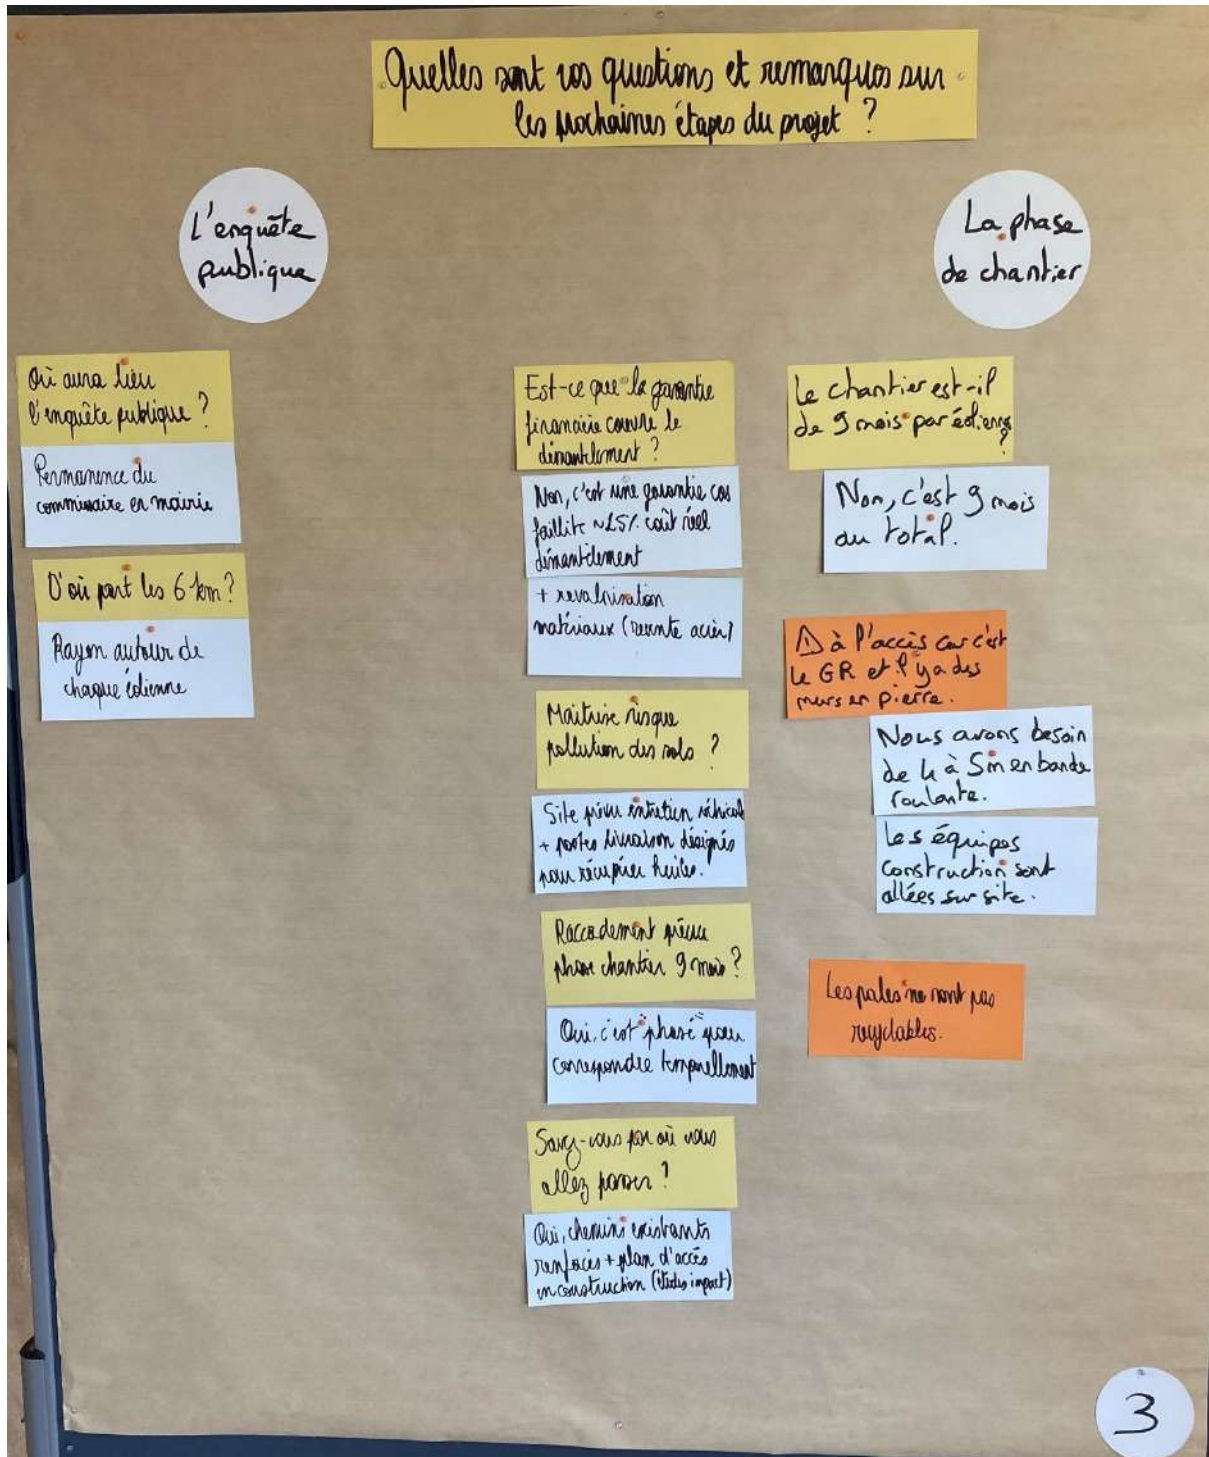 Quelles sont vos questions et remarques sur
les prochaines étapes du projet ?
L'enquête
publique
La phase
de chantier
Où aura lieu
l'enquête publique ?
Permanence du
commissaire en mairie
D'où part les 6 km ?
Rayon autour de
chaque éolienne
Est-ce que la garantie
financière couvre le
démantèlement ?
Non, c'est une garantie cas
faillite ~25% coût réel
démantèlement
+ revalorisation
matériaux (revente acier)
Maitrise risque
pollution des sols ?
Site prévu entretien véhicule
+ postes livraison désignés
pour récupérer huiles.
Raccordement prévu
phase chantier 9 mois ?
Oui, c'est phasé pour
correspondre temporellement
Savez-vous par où vous
allez passer ?
Oui, chemins existants
renforcés + plan d'accès
en construction (études impact)
Le chantier est-il
de 9 mois par éolienne
?
Non, c'est 9 mois
au total.
⚠ à l'accès car c'est
le GR et il y a des
murs en pierre.
Nous avons besoin
de 4 à 5m en bande
roulante.
Les équipes
construction sont
allées sur site.
Les pales ne sont pas
recyclables.
3